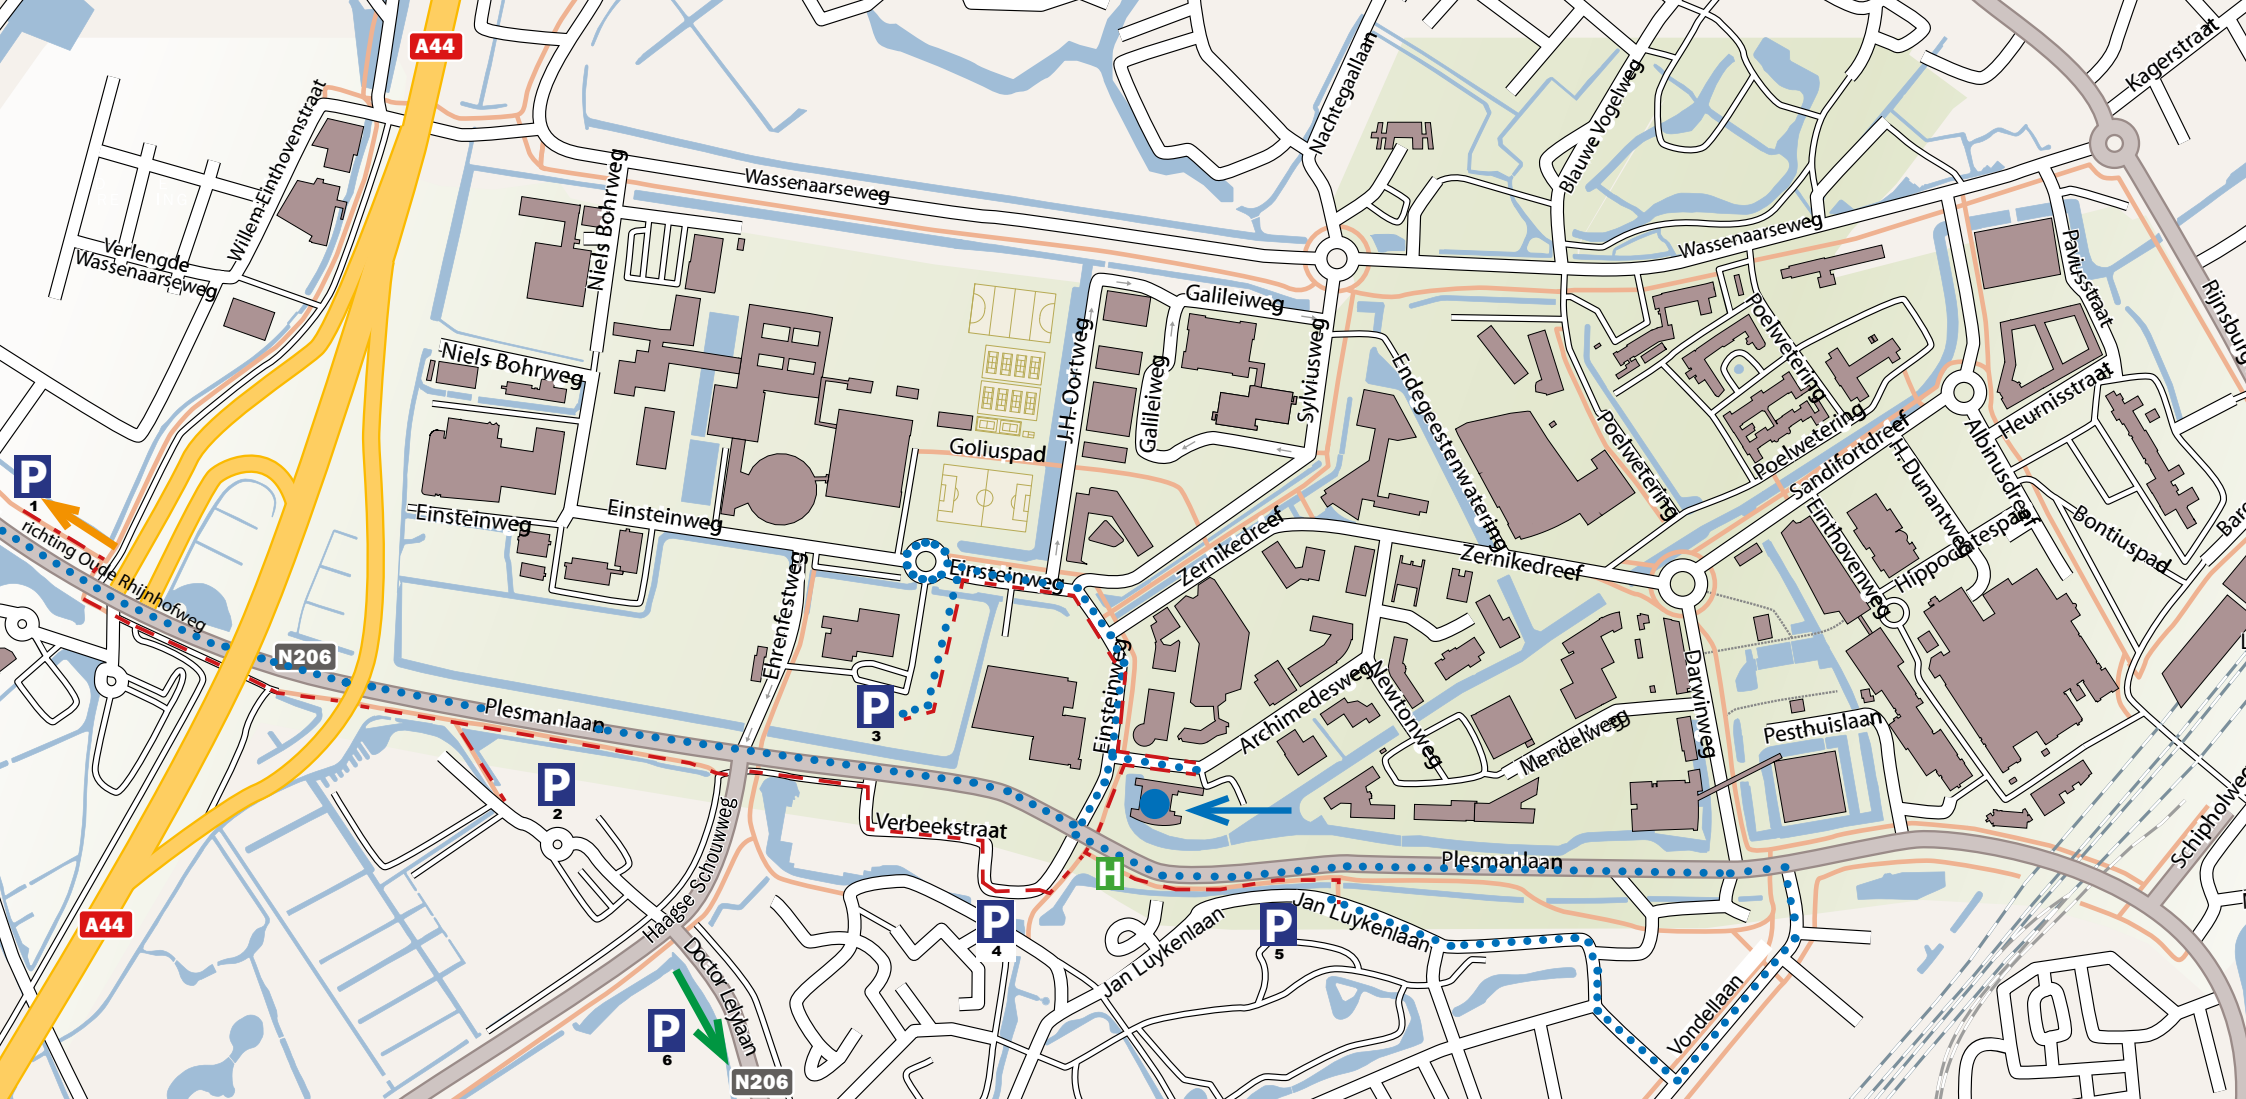 A44
Kagerstraat
Nachtegaallaan
Blauwe Vogelweg
Willem Einthovenstraat
Wassenaarseweg
Niels Bohrweg
Wassenaarseweg
Verlengde
Wassenaarseweg
Paviusstraat
Rijnsburg
Galileiweg
Poelwetering
J.H. Oortweg
Sylviusweg
Galileiweg
Niels Bohrweg
Endegeestenwatering
Heurnisstraat
Poelwetering
Poelwetering
Sandifortdreef
Albinusdreef
Goliuspad
H. Dunantweg
P
1
richting Oude Rhijnhofweg
Einsteinweg
Einsteinweg
Zernikedreef
Zernikedreef
Einthovenweg
Hippocratespad
Bontiuspad
Barg
Einsteinweg
Ehrenfestweg
N206
Einsteinweg
Archimedesweg
Newtonweg
Darwinweg
Mendelweg
Pesthuislaan
Plesmanlaan
P
3
P
2
Schipholweg
Haagse Schouwweg
Verbeekstraat
Plesmanlaan
H
A44
P
4
P
5
Jan Luykenlaan
Jan Luykenlaan
Doctor Lelylaan
Vondellaan
P
6
N206